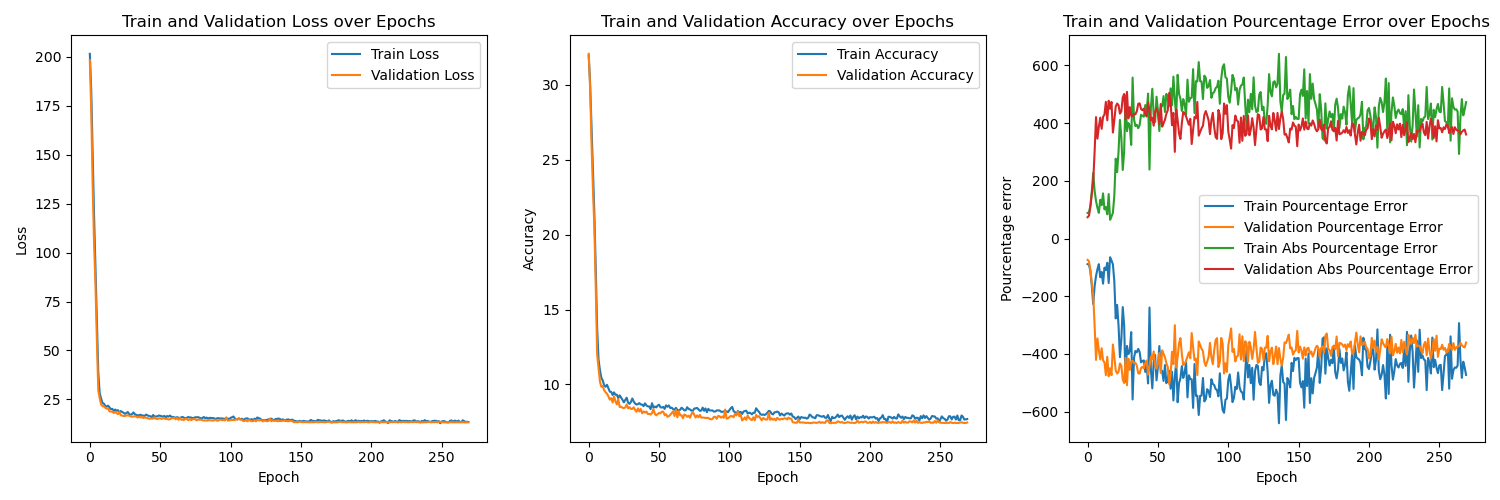 Train and Validation Loss over Epochs
Loss
200
175
150
125
100
75
50
25
Train Loss
Validation Loss
0 50 100 150 200 250
Epoch
Train and Validation Accuracy over Epochs
Accuracy
30
25
20
15
10
Train Accuracy
Validation Accuracy
0 50 100 150 200 250
Epoch
Train and Validation Pourcentage Error over Epochs
Pourcentage error
600
400
200
0
−200
−400
−600
Train Pourcentage Error
Validation Pourcentage Error
Train Abs Pourcentage Error
Validation Abs Pourcentage Error
0 50 100 150 200 250
Epoch